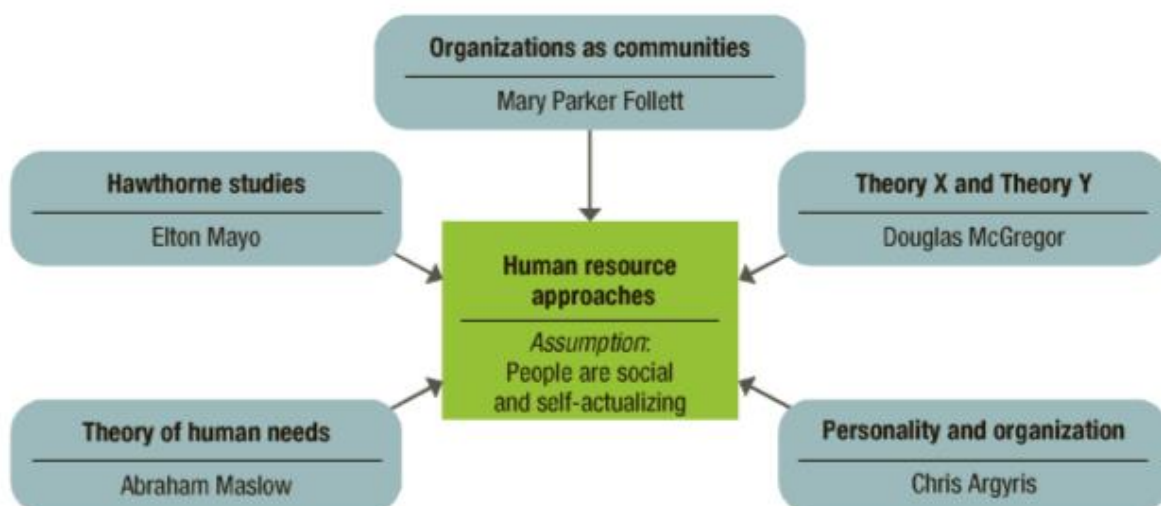 Organizations as communities
Mary Parker Follett
Hawthorne studies
Elton Mayo
Theory X and Theory Y
Douglas McGregor
Human resource
approaches
Assumption:
People are social
and self-actualizing
Theory of human needs
Abraham Maslow
Personality and organization
Chris Argyris